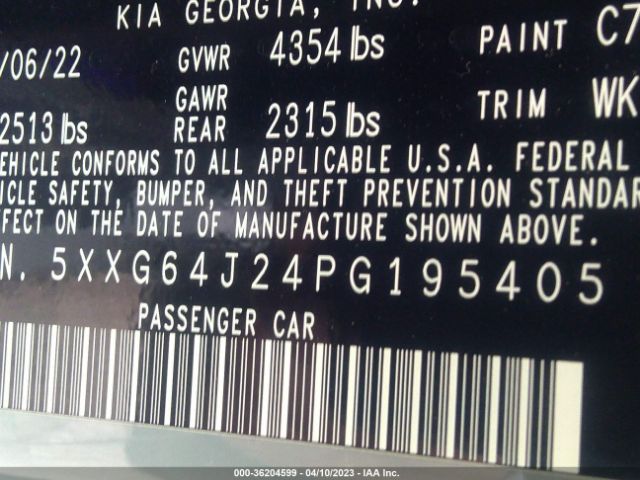 KIA GEORGIA, INC.
/06/22 GVWR 4354 lbs PAINT C7
2513 lbs GAWR REAR 2315 lbs TRIM WK
EHICLE CONFORMS TO ALL APPLICABLE U.S.A. FEDERAL
ICLE SAFETY, BUMPER, AND THEFT PREVENTION STANDAR
FFECT ON THE DATE OF MANUFACTURE SHOWN ABOVE.
N. 5XXG64J24PG195405
PASSENGER CAR
000-36204599 - 04/10/2023 - IAA Inc.